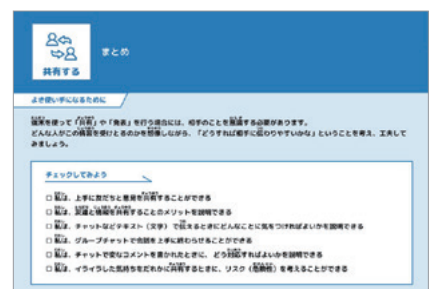 共有する
まとめ
よき使い手になるために
端末を使って「共有」や「発表」を行う場合には、相手のことを意識する必要があります。
どんな人がこの情報を受けとるのかを想像しながら、「どうすれば相手に伝わりやすいかな」ということを考え、工夫して
みましょう。
チェックしてみよう
□ 私は、上手に友だちと意見を共有することができる
□ 私は、友達と情報を共有することのメリットを説明できる
□ 私は、チャットなどテキスト（文字）で伝えるときにどんなことに気をつければよいかを説明できる
□ 私は、グループチャットで会話を上手に終わらせることができる
□ 私は、チャットで変なコメントを書かれたときに、どう対応すればよいかを説明できる
□ 私は、イライラした気持ちをだれかに共有するときに、リスク（危険性）を考えることができる